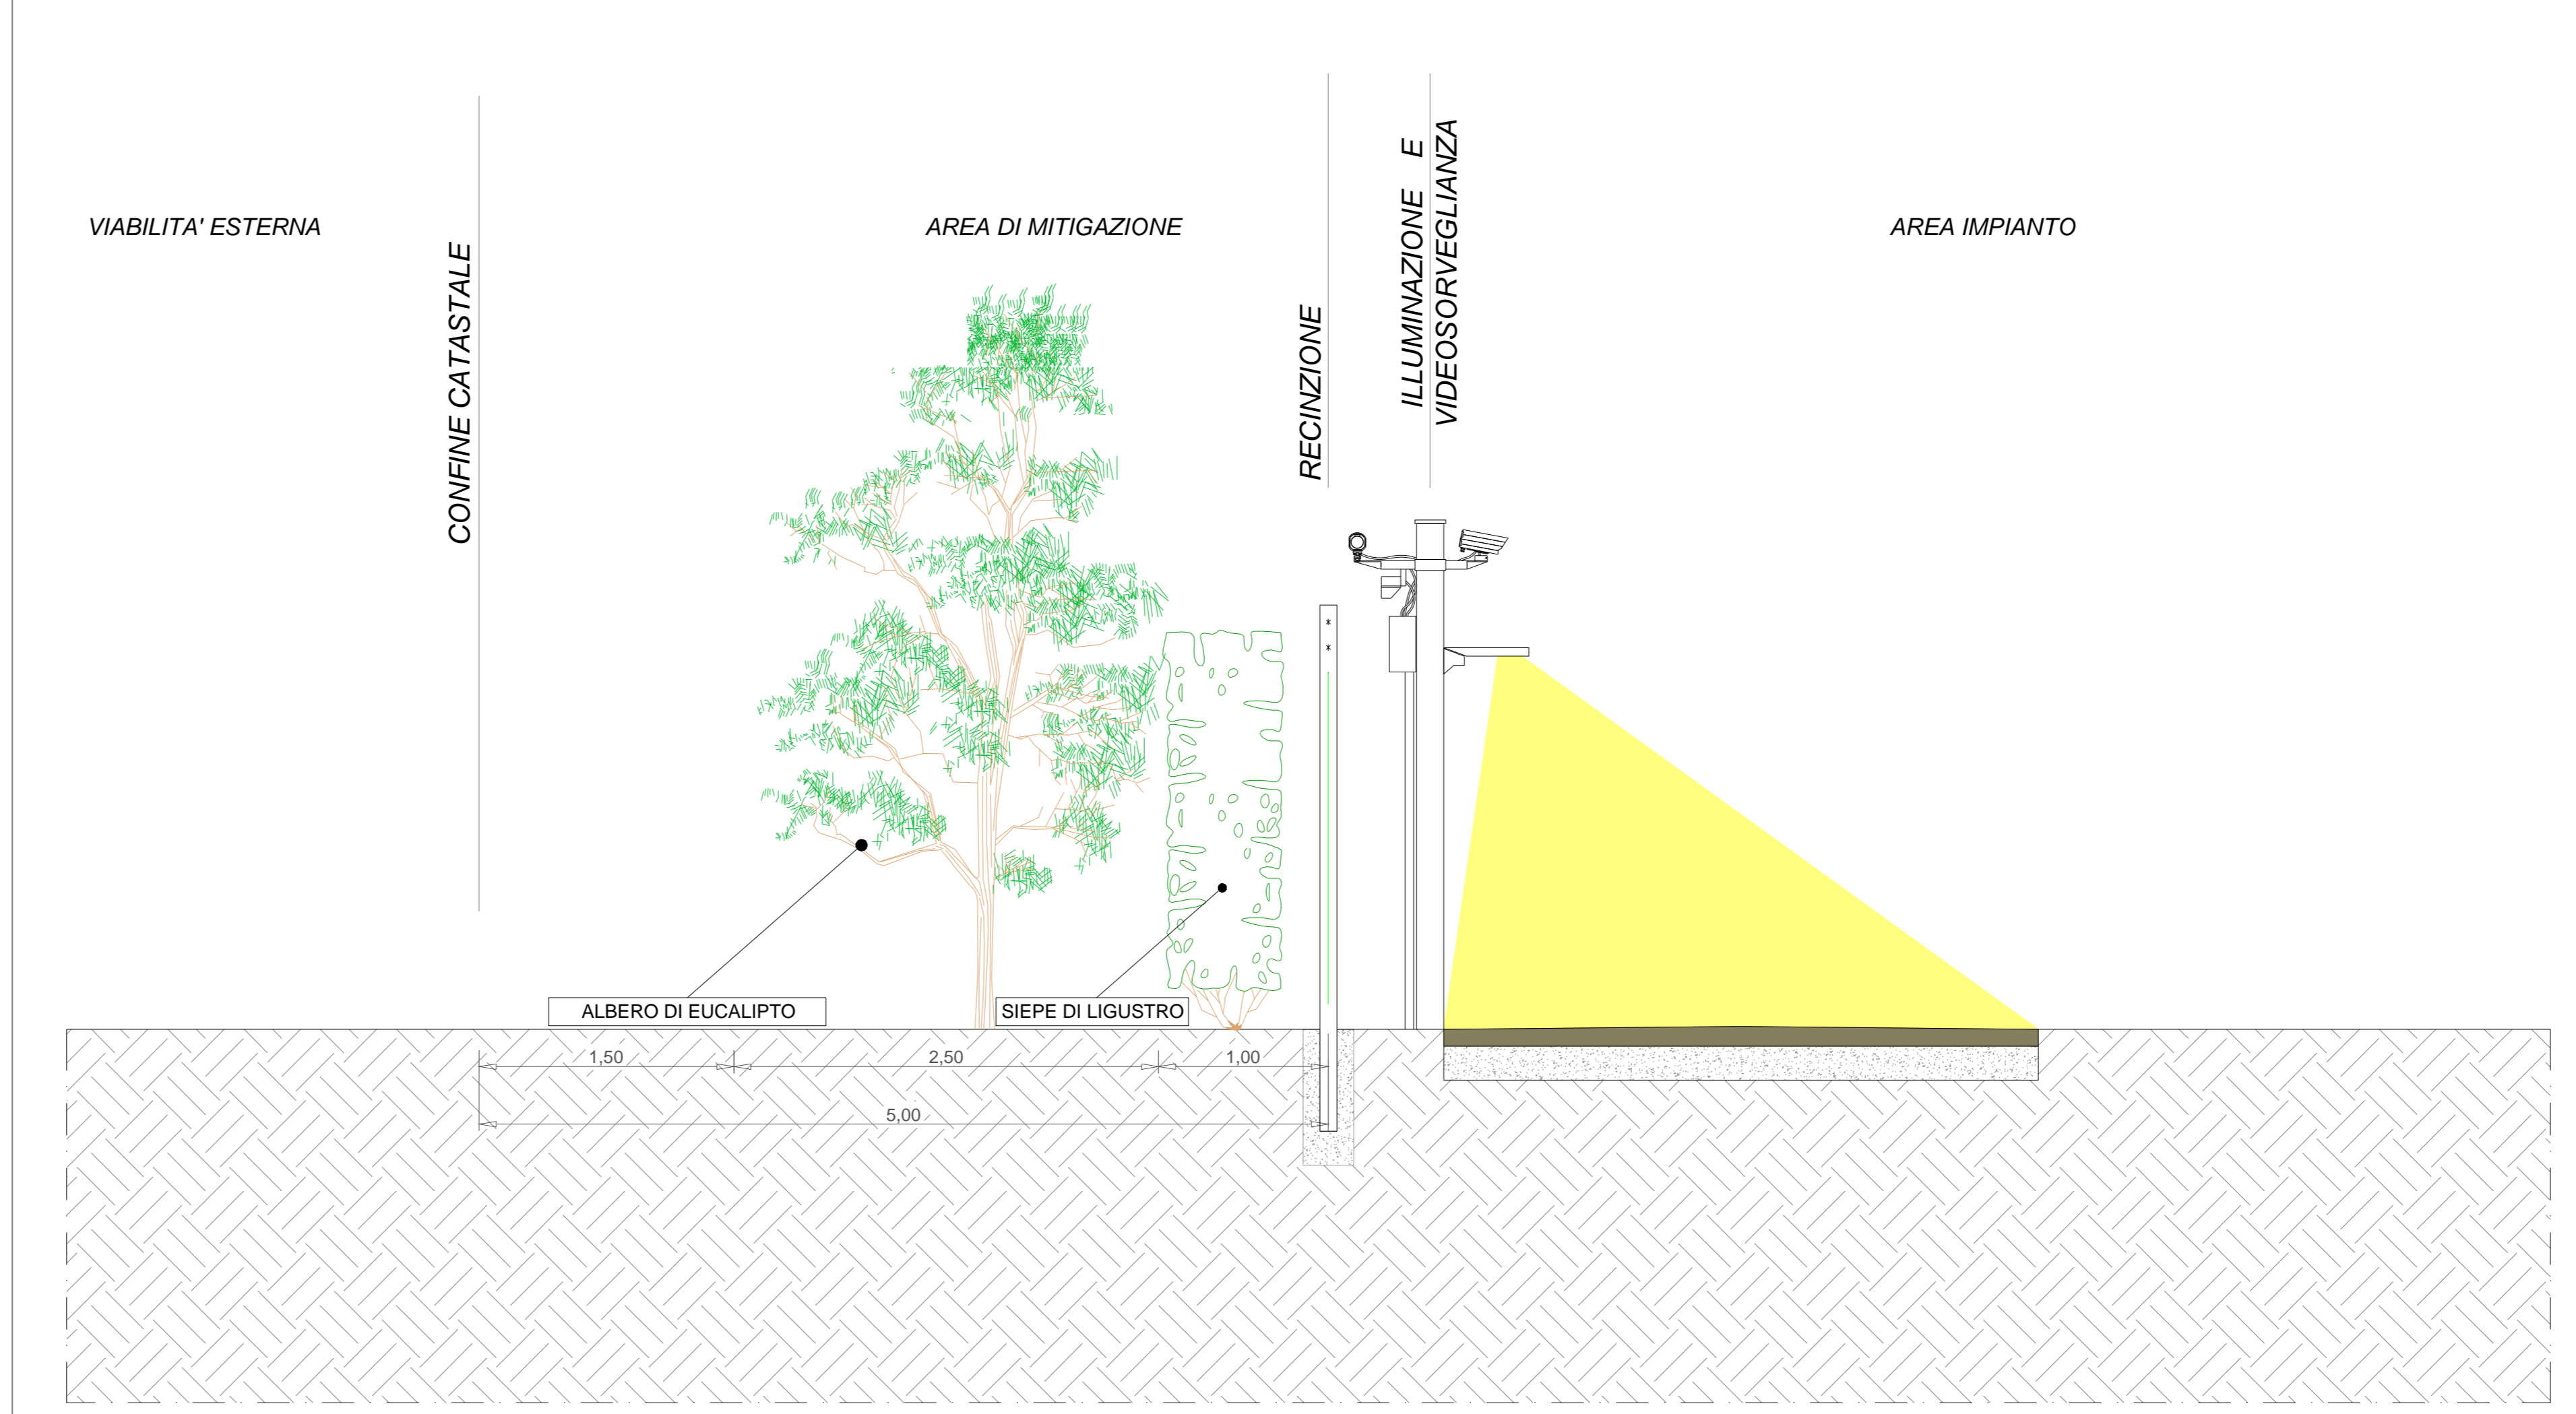 VIABILITA' ESTERNA
CONFINE CATASTALE
AREA DI MITIGAZIONE
RECINZIONE
ILLUMINAZIONE E
VIDEOSORVEGLIANZA
AREA IMPIANTO
ALBERO DI EUCALIPTO
SIEPE DI LIGUSTRO
1,50
2,50
1,00
5,00